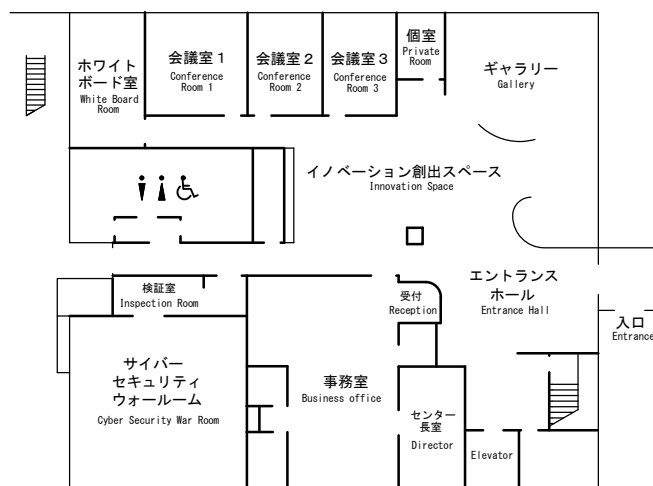 ホワイト
ボード室
White Board
Room
会議室１
Conference
Room 1
会議室２
Conference
Room 2
会議室３
Conference
Room 3
個室
Private
Room
ギャラリー
Gallery
イノベーション創出スペース
Innovation Space
検証室
Inspection Room
受付
Reception
エントランス
ホール
Entrance Hall
入口
Entrance
サイバー
セキュリティ
ウォールーム
Cyber Security War Room
事務室
Business office
センター
長室
Director
Elevator